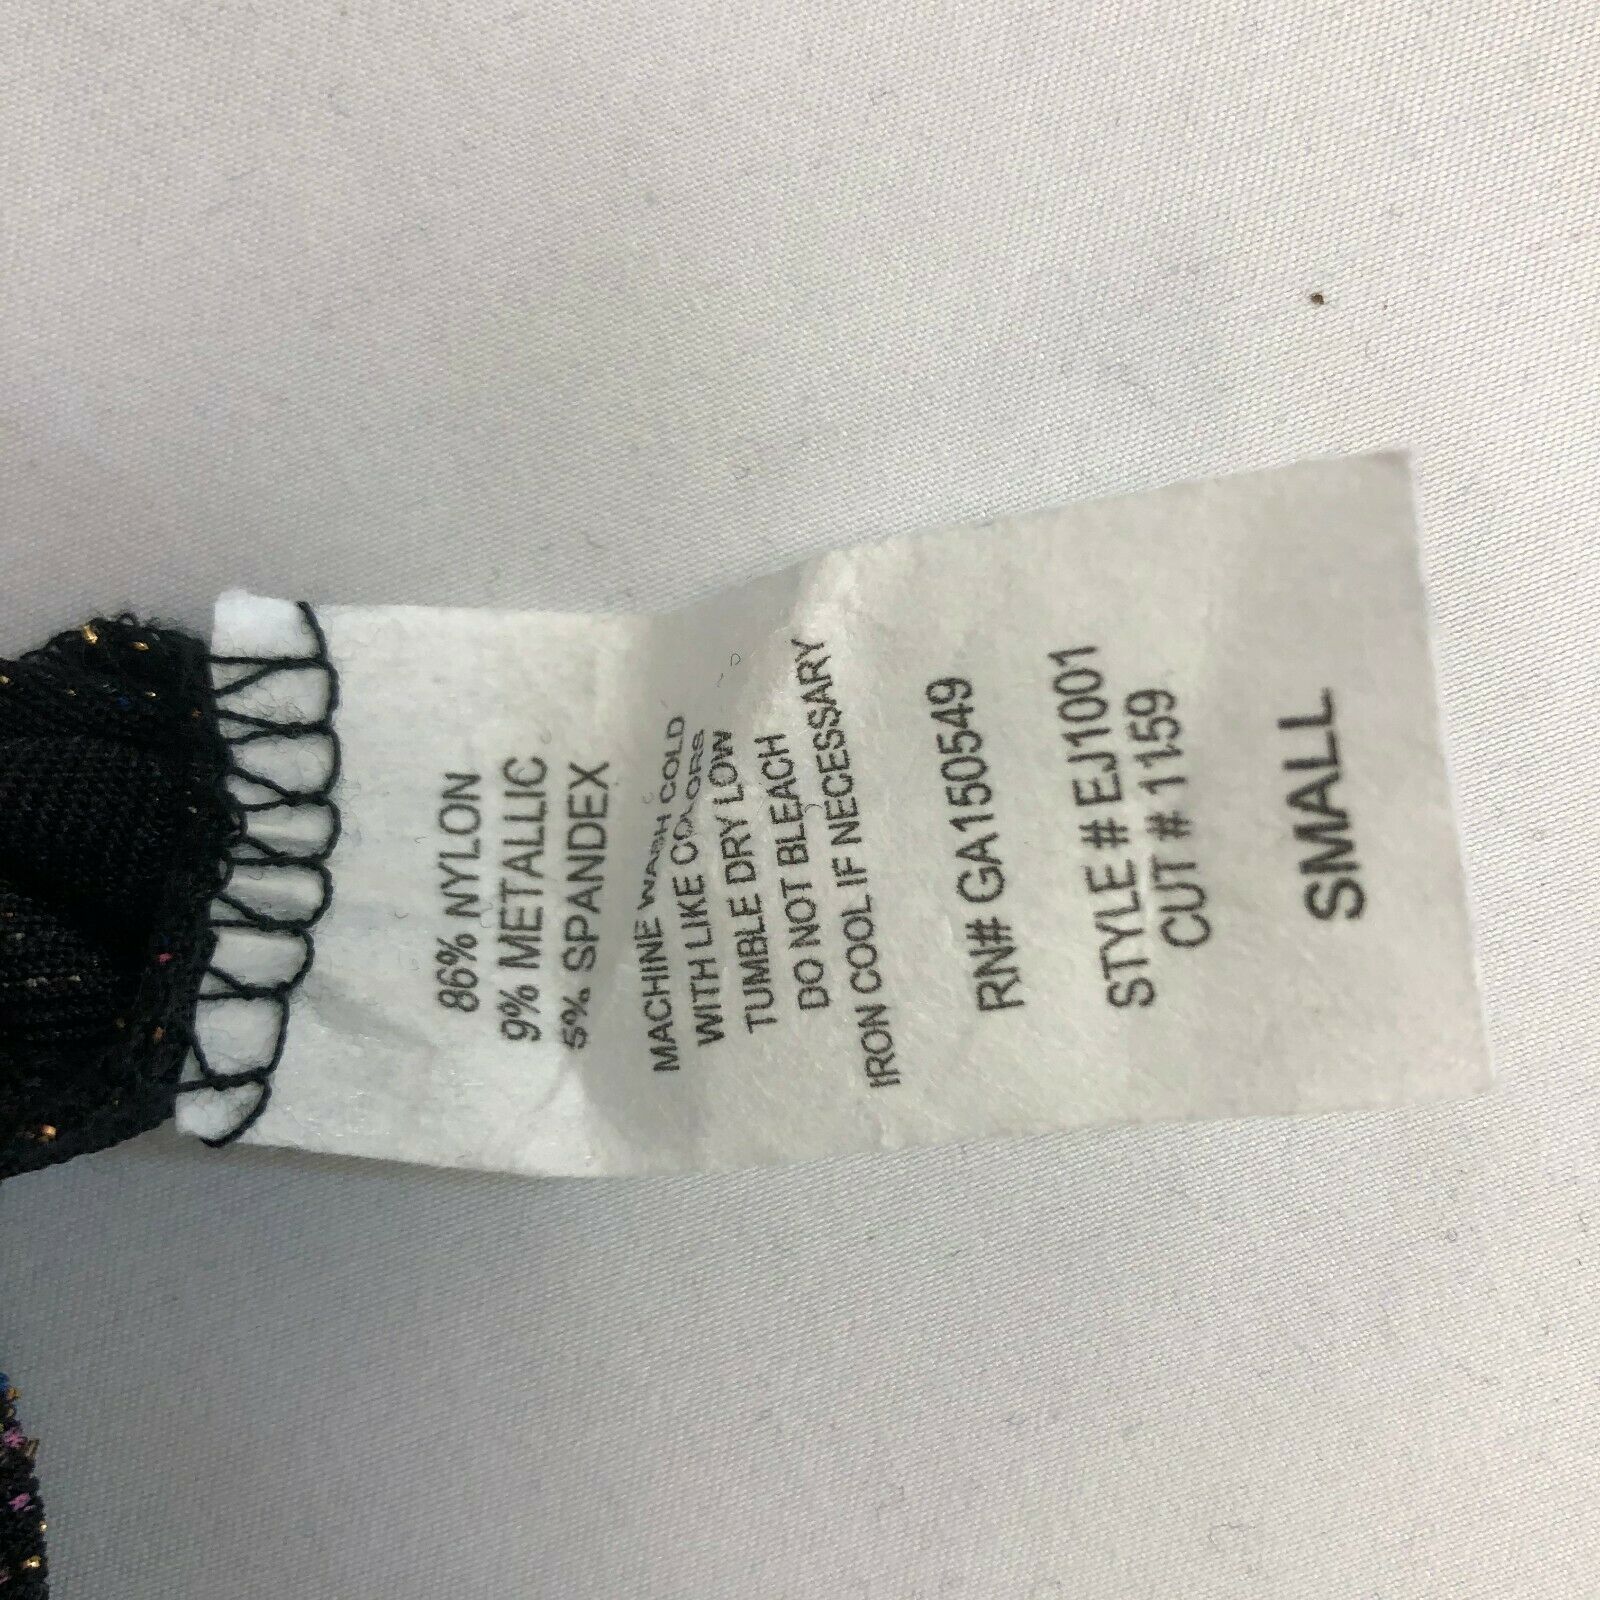 86% NYLON
9% METALLIC
5% SPANDEX
MACHINE WASH COLD
WITH LIKE COLORS
TUMBLE DRY LOW
DO NOT BLEACH
IRON COOL IF NECESSARY
RN# GA150549
STYLE # EJ1001
CUT # 1159
SMALL